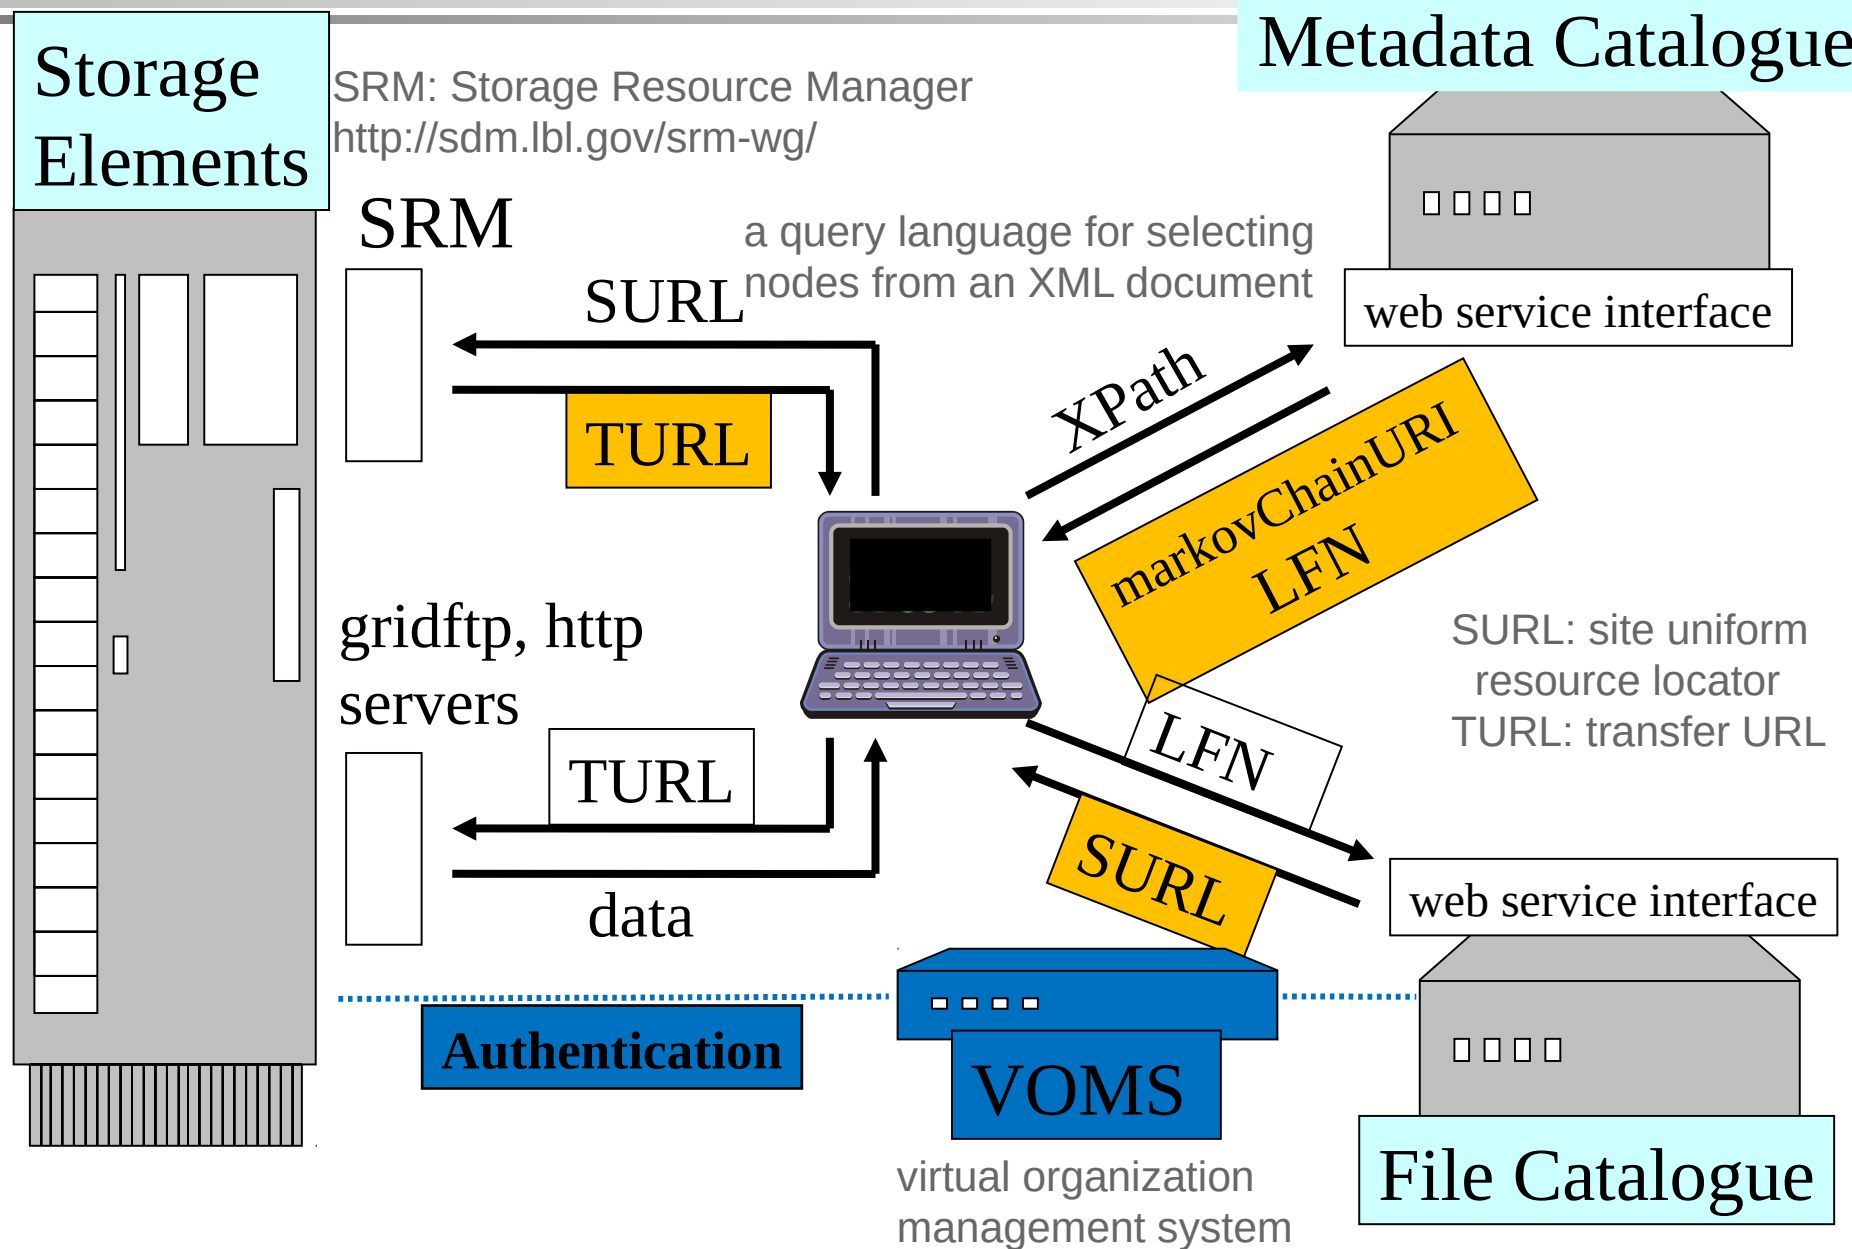 Metadata Catalogue
Storage
Elements
SRM: Storage Resource Manager
http://sdm.lbl.gov/srm-wg/
SRM
a query language for selecting
nodes from an XML document
SURL
web service interface
XPath
TURL
markovChainURI
LFN
gridftp, http
servers
SURL: site uniform
resource locator
TURL: transfer URL
LFN
TURL
SURL
data
web service interface
Authentication
VOMS
File Catalogue
virtual organization
management system